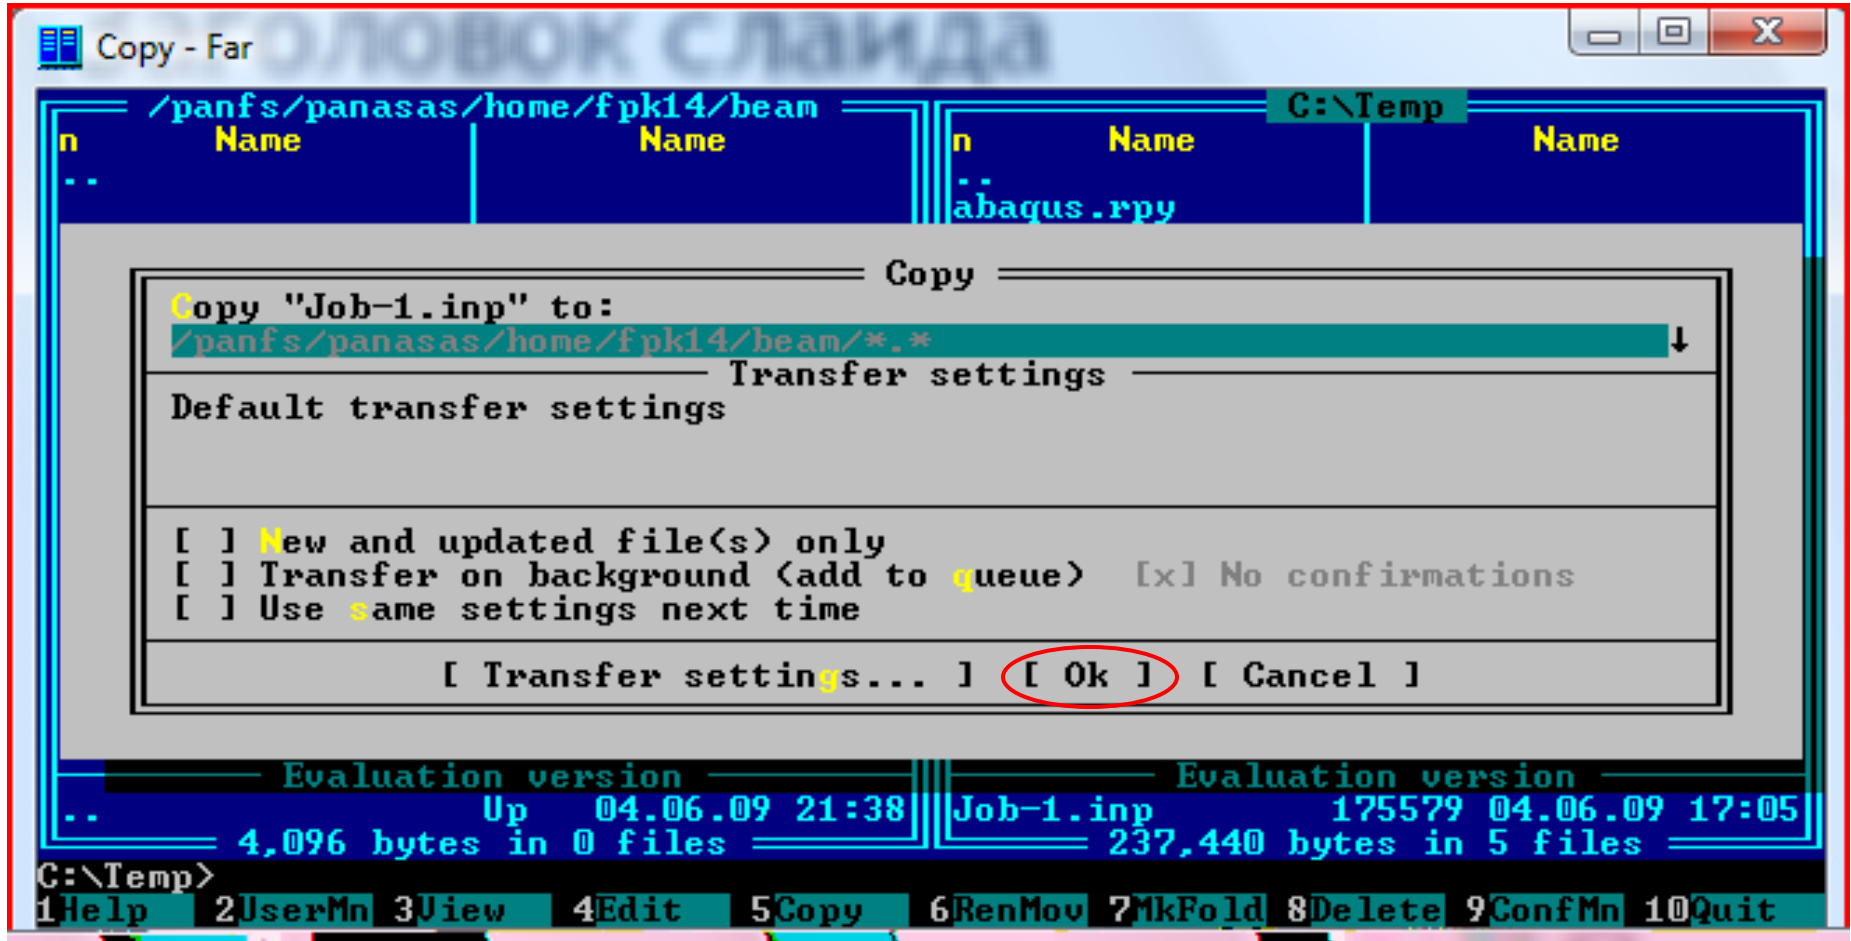 Заголовок слайда
Copy - Far
/panfs/panasas/home/fpk14/beam C:\Temp
n Name Name n Name Name
.. ..
abaqus.rpy
Copy
Copy "Job-1.inp" to:
/panfs/panasas/home/fpk14/beam/*.* ↓
Transfer settings
Default transfer settings
[ ] New and updated file(s) only
[ ] Transfer on background (add to queue) [x] No confirmations
[ ] Use same settings next time
[ Transfer settings... ] [ Ok ] [ Cancel ]
Evaluation version Evaluation version
.. Up 04.06.09 21:38 Job-1.inp 175579 04.06.09 17:05
4,096 bytes in 0 files 237,440 bytes in 5 files
C:\Temp>
1Help 2UserMn 3View 4Edit 5Copy 6RenMov 7MkFold 8Delete 9ConfMn 10Quit